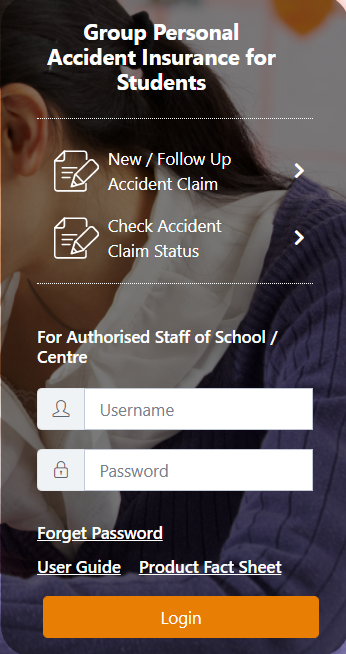 Group Personal
Accident Insurance for
Students
New / Follow Up
Accident Claim
Check Accident
Claim Status
For Authorised Staff of School /
Centre
Username
Password
Forget Password
User Guide Product Fact Sheet
Login